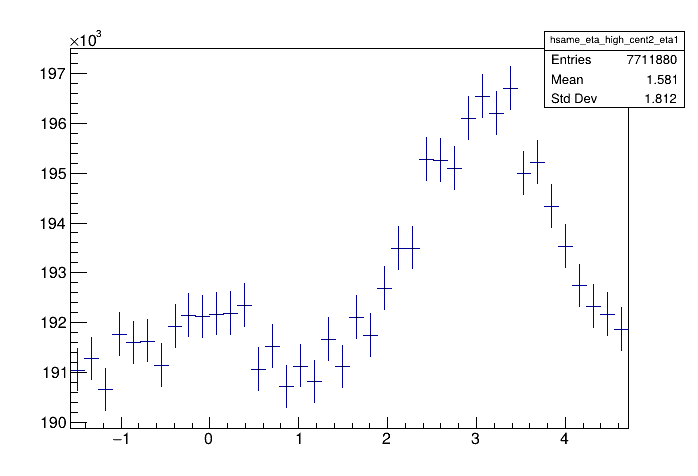 ×10³
hsame_eta_high_cent2_eta1
Entries 7711880
Mean 1.581
Std Dev 1.812
197
196
195
194
193
192
191
190
−1 0 1 2 3 4